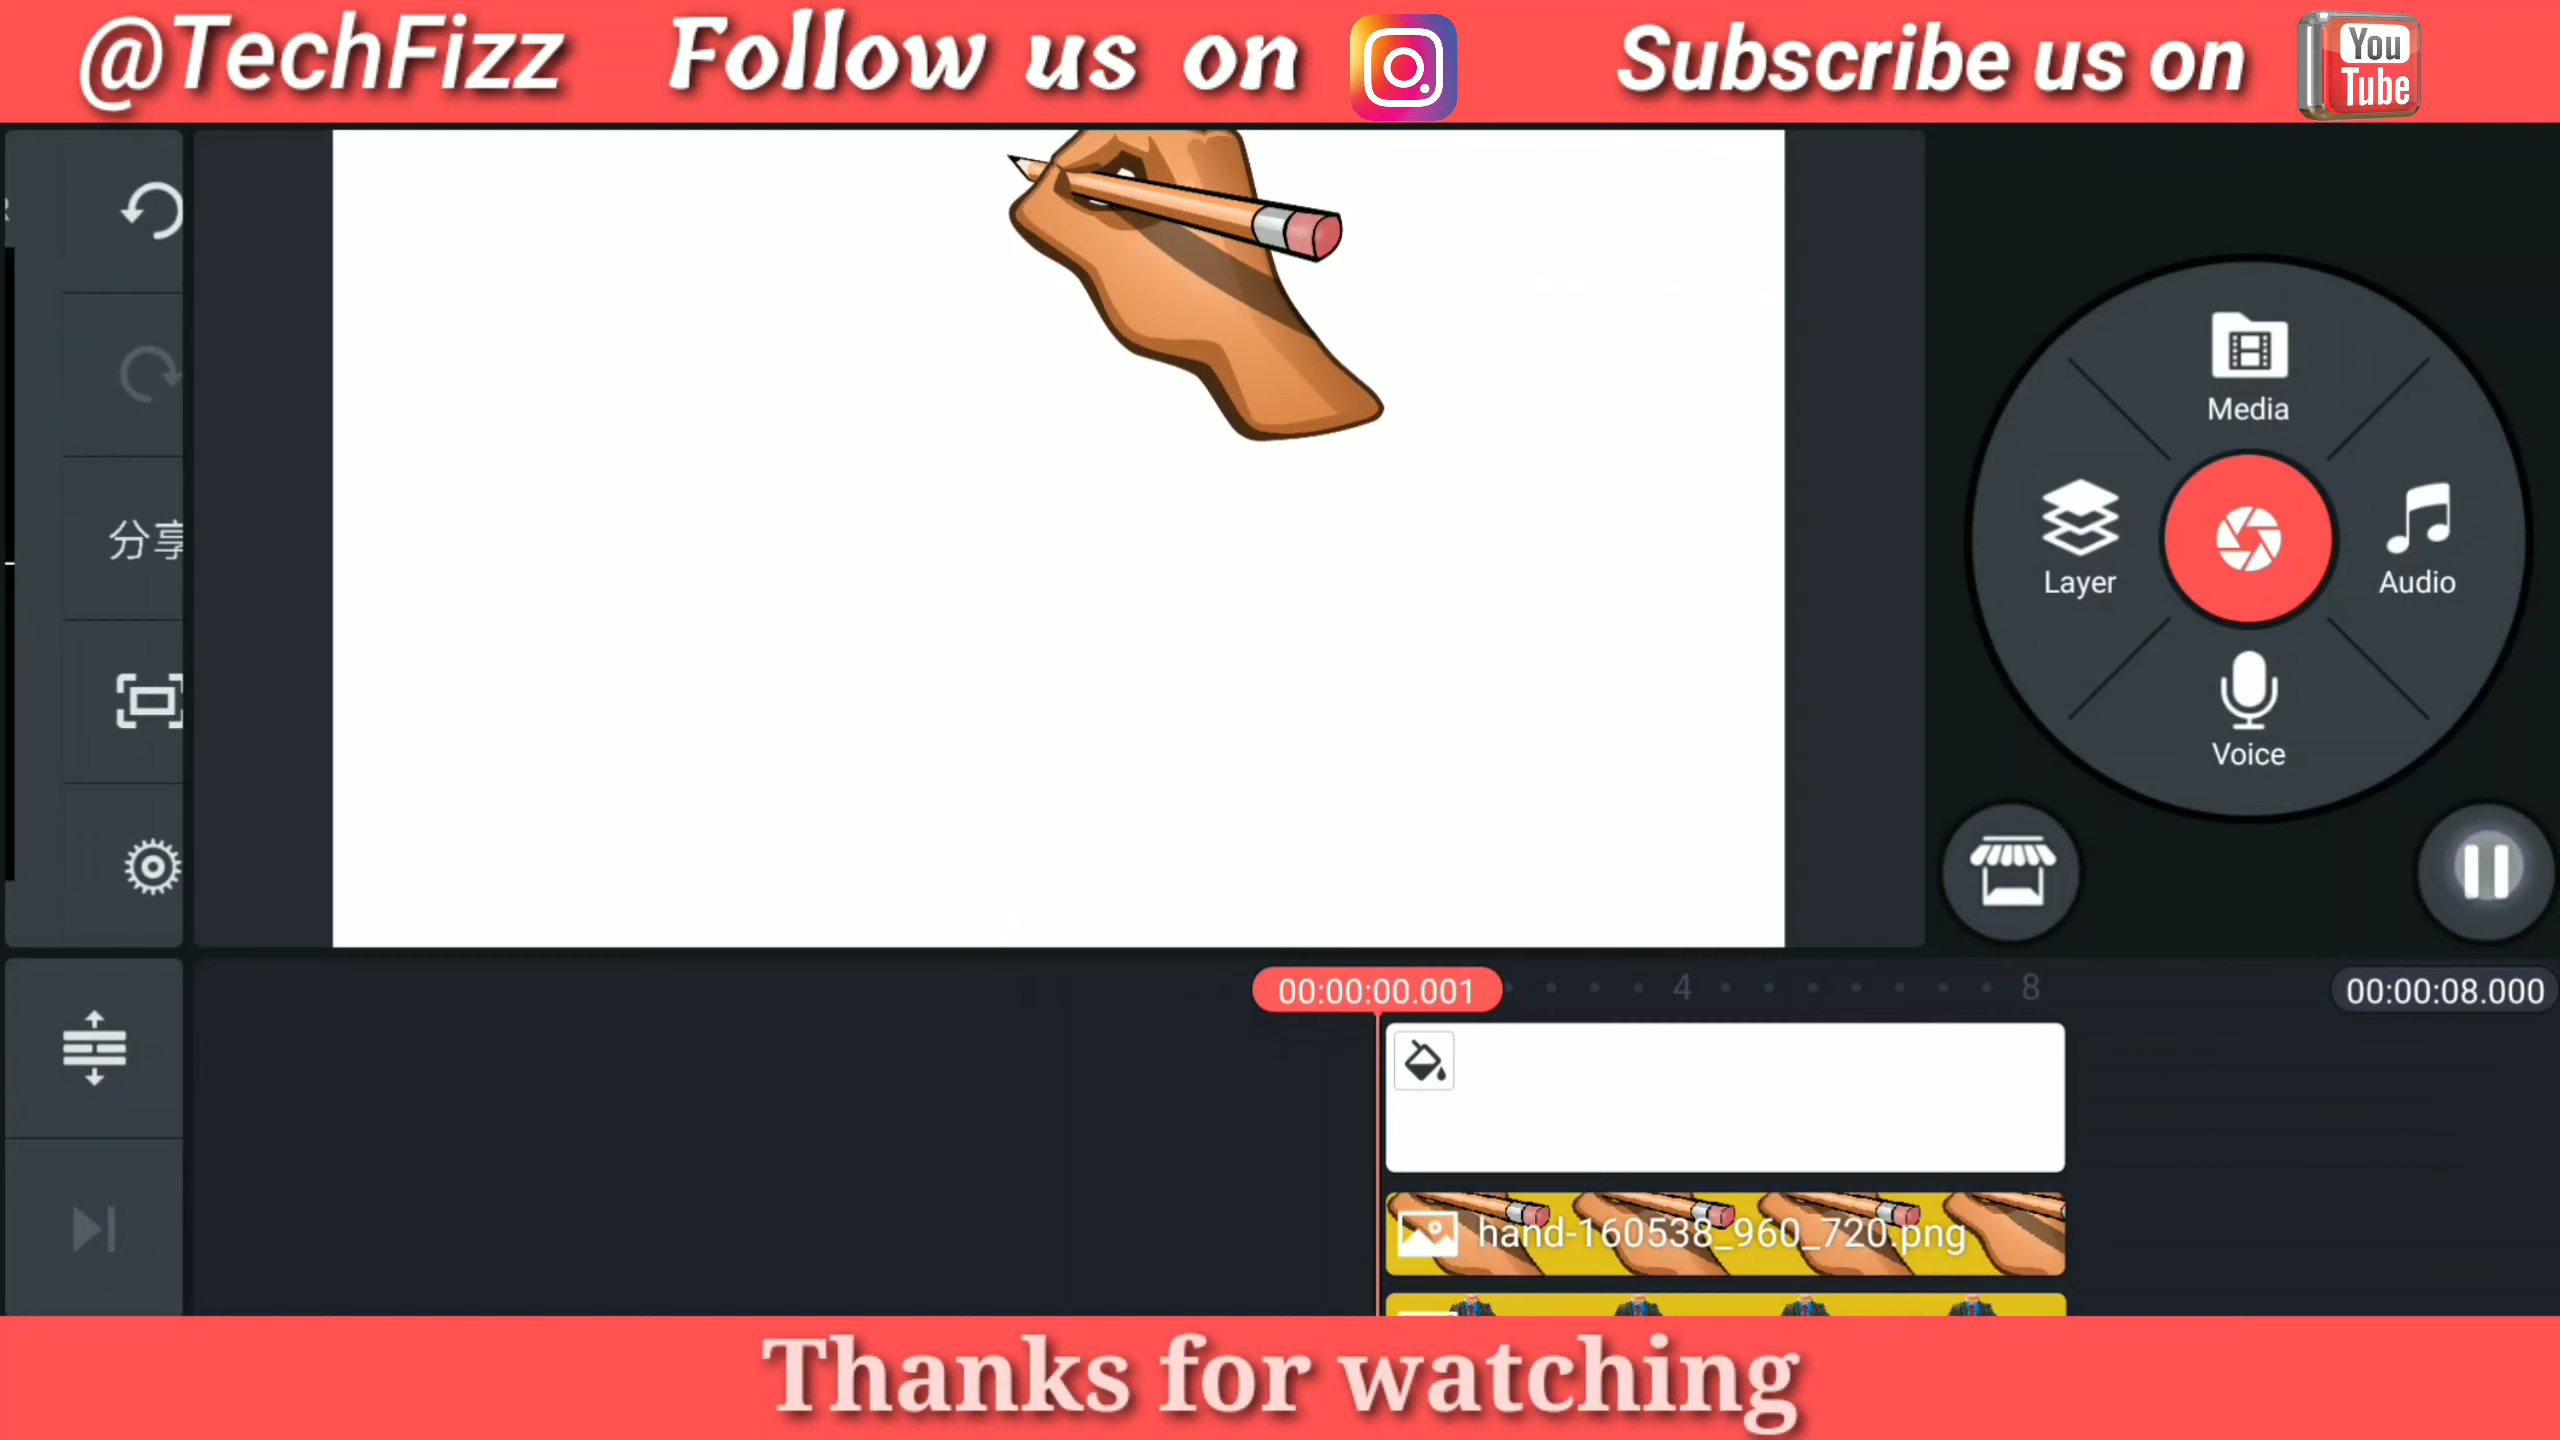 @TechFizz Follow us on Subscribe us on You
Tube
分享
Media
Layer
Audio
Voice
00:00:00.001 4 8 00:00:08.000
hand-160538_960_720.png
Thanks for watching